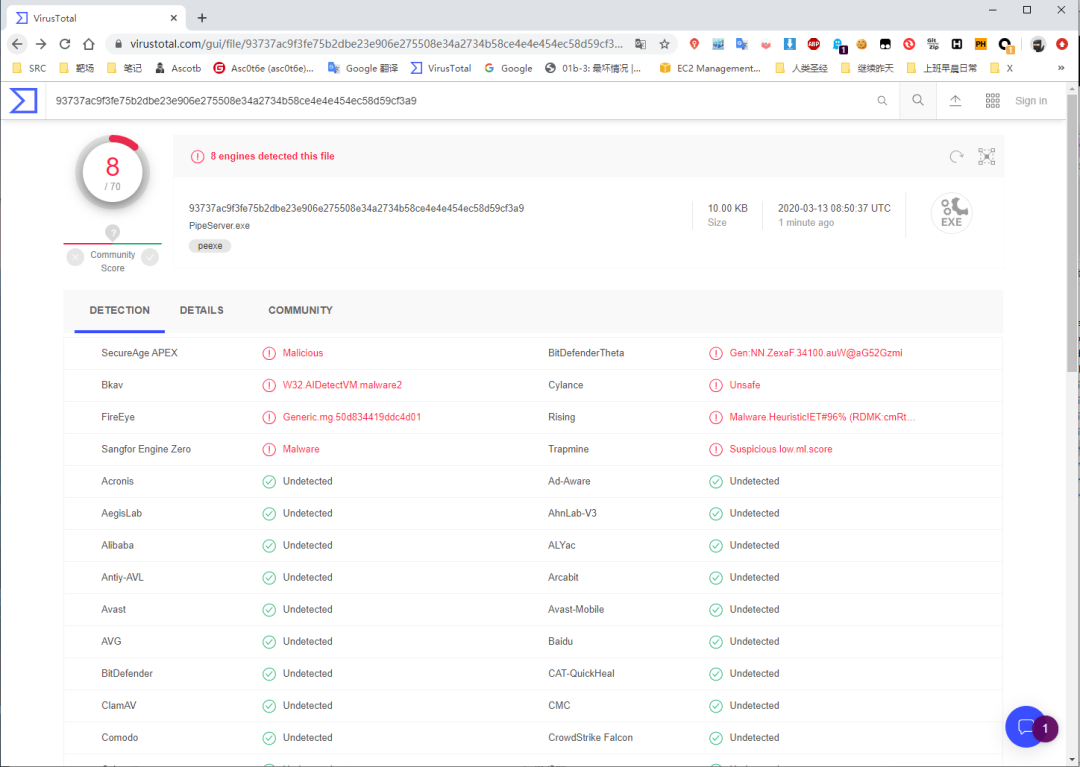 VirusTotal
virustotal.com/gui/file/93737ac9f3fe75b2dbe23e906e275508e34a2734b58ce4e4e454ec58d59cf3...
SRC
靶场
笔记
Ascotb
Asc0t6e (asc0t6e)...
Google 翻译
VirusTotal
Google
01b-3: 最坏情况 |...
EC2 Management...
人类圣经
继续昨天
上班早晨日常
X
»
93737ac9f3fe75b2dbe23e906e275508e34a2734b58ce4e4e454ec58d59cf3a9
Sign in
8
/ 70
8 engines detected this file
93737ac9f3fe75b2dbe23e906e275508e34a2734b58ce4e4e454ec58d59cf3a9
PipeServer.exe
peexe
10.00 KB
Size
2020-03-13 08:50:37 UTC
1 minute ago
EXE
?
Community
Score
DETECTION
DETAILS
COMMUNITY
SecureAge APEX
Malicious
BitDefenderTheta
Gen:NN.ZexaF.34100.auW@aG52Gzmi
Bkav
W32.AIDetectVM.malware2
Cylance
Unsafe
FireEye
Generic.mg.50d834419ddc4d01
Rising
Malware.Heuristic!ET#96% (RDMK:cmRt...
Sangfor Engine Zero
Malware
Trapmine
Suspicious.low.ml.score
Acronis
Undetected
Ad-Aware
Undetected
AegisLab
Undetected
AhnLab-V3
Undetected
Alibaba
Undetected
ALYac
Undetected
Antiy-AVL
Undetected
Arcabit
Undetected
Avast
Undetected
Avast-Mobile
Undetected
AVG
Undetected
Baidu
Undetected
BitDefender
Undetected
CAT-QuickHeal
Undetected
ClamAV
Undetected
CMC
Undetected
Comodo
Undetected
CrowdStrike Falcon
Undetected
1